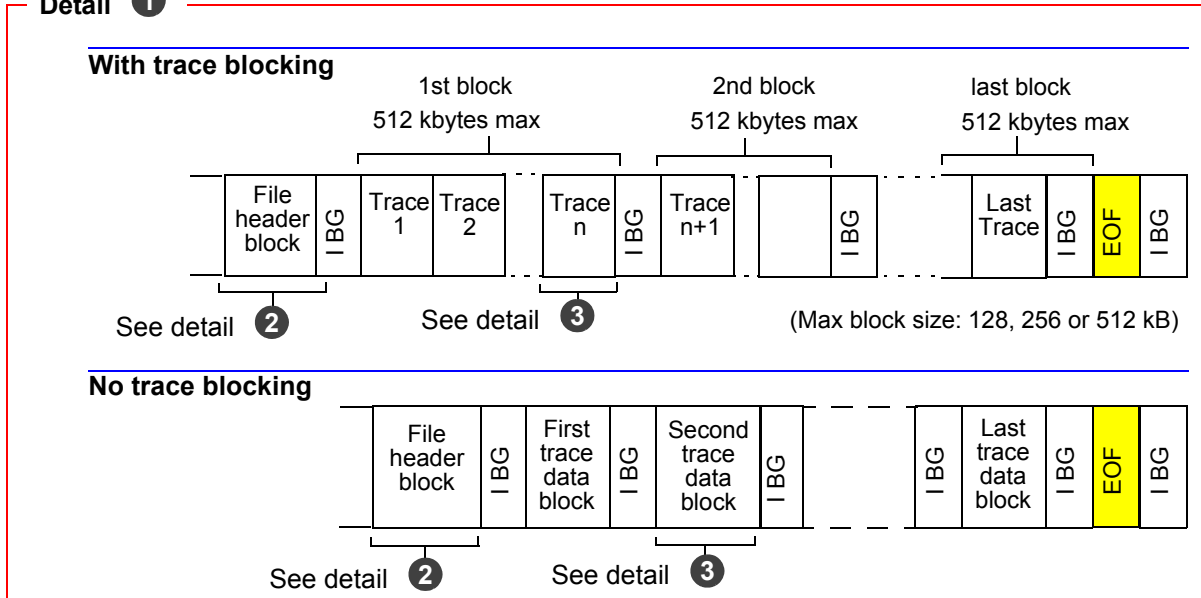 Detail 1
With trace blocking
1st block
512 kbytes max
2nd block
512 kbytes max
last block
512 kbytes max
File
header
block
IBG
Trace
1
Trace
2
Trace
n
IBG
Trace
n+1
IBG
Last
Trace
IBG
EOF
IBG
See detail 2
See detail 3
(Max block size: 128, 256 or 512 kB)
No trace blocking
File
header
block
IBG
First
trace
data
block
IBG
Second
trace
data
block
IBG
IBG
Last
trace
data
block
IBG
EOF
IBG
See detail 2
See detail 3